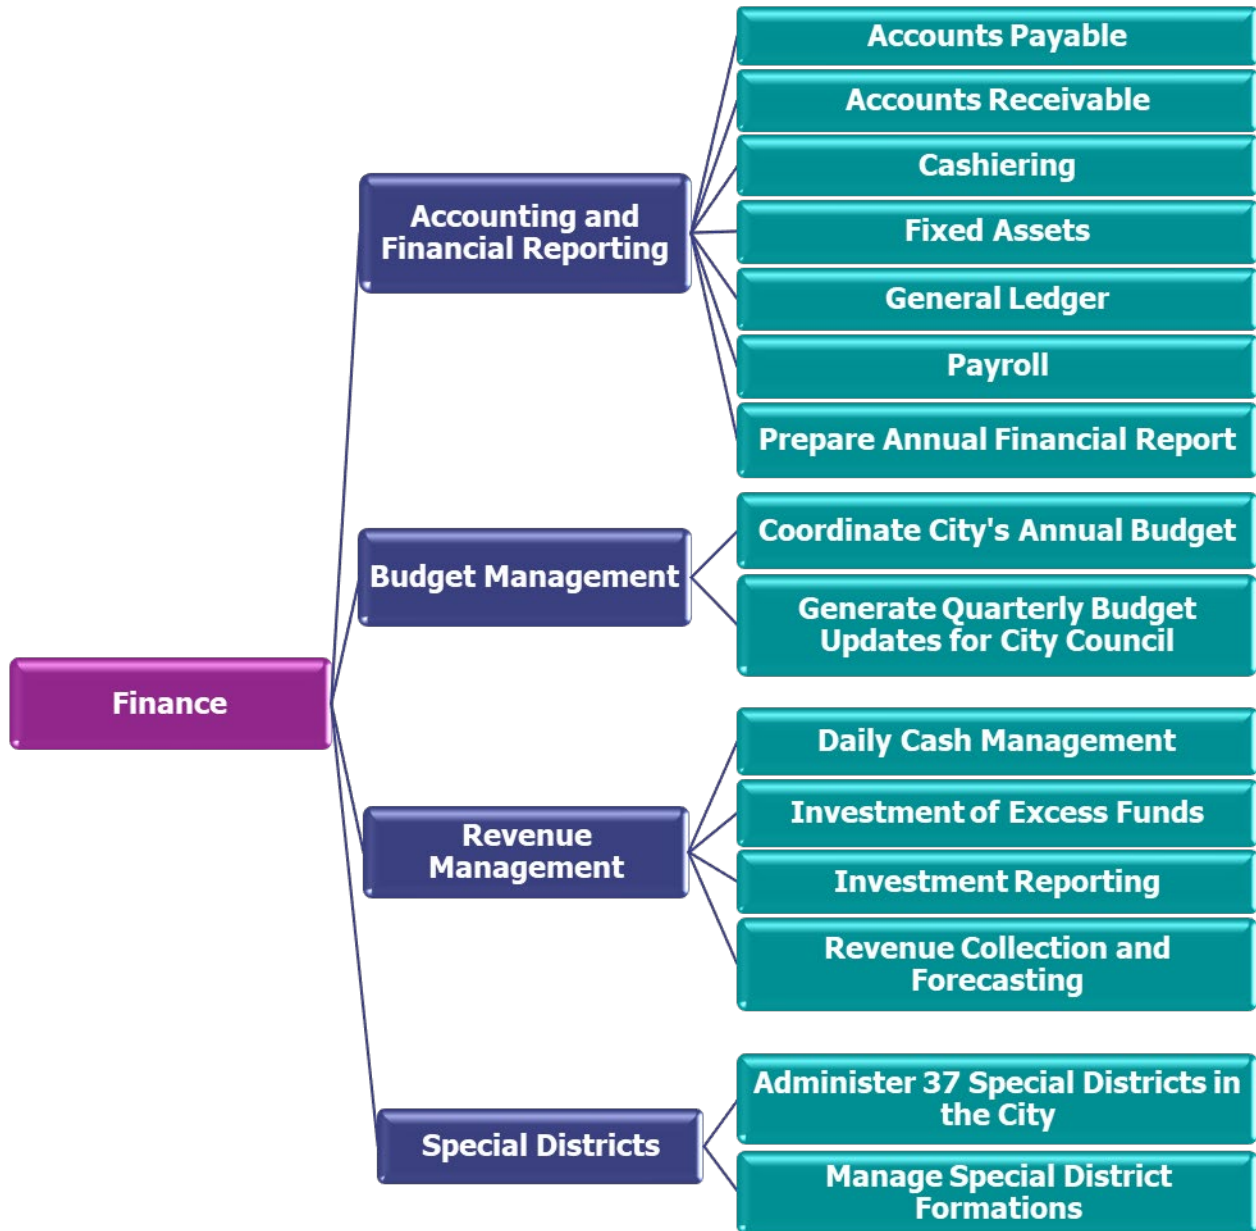 Finance
Accounting and
Financial Reporting
Accounts Payable
Accounts Receivable
Cashiering
Fixed Assets
General Ledger
Payroll
Prepare Annual Financial Report
Budget Management
Coordinate City's Annual Budget
Generate Quarterly Budget
Updates for City Council
Revenue
Management
Daily Cash Management
Investment of Excess Funds
Investment Reporting
Revenue Collection and
Forecasting
Special Districts
Administer 37 Special Districts in
the City
Manage Special District
Formations